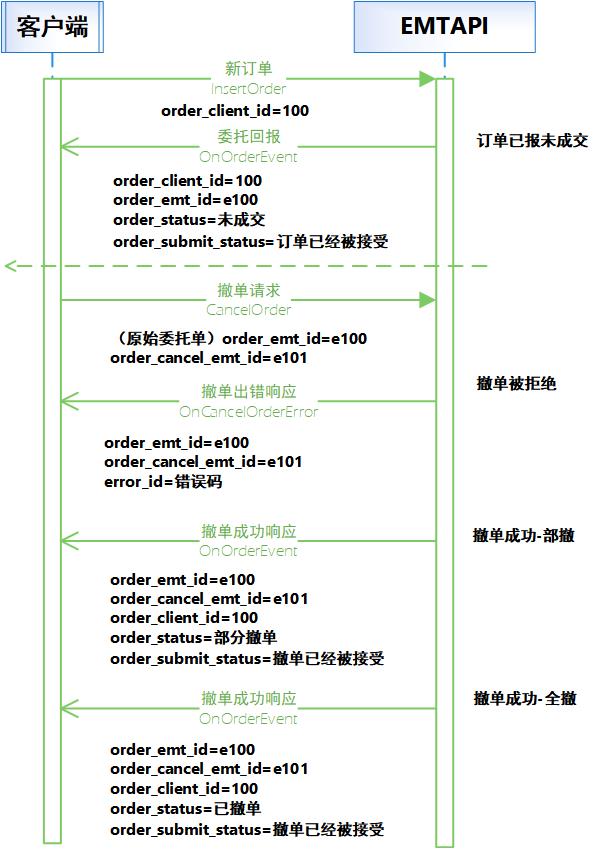 客户端
EMTAPI
新订单
InsertOrder
order_client_id=100
委托回报
OnOrderEvent
订单已报未成交
order_client_id=100
order_emt_id=e100
order_status=未成交
order_submit_status=订单已经被接受
撤单请求
CancelOrder
（原始委托单）order_emt_id=e100
order_cancel_emt_id=e101
撤单被拒绝
撤单出错响应
OnCancelOrderError
order_emt_id=e100
order_cancel_emt_id=e101
error_id=错误码
撤单成功响应
OnOrderEvent
撤单成功-部撤
order_emt_id=e100
order_cancel_emt_id=e101
order_client_id=100
order_status=部分撤单
order_submit_status=撤单已经被接受
撤单成功响应
OnOrderEvent
撤单成功-全撤
order_emt_id=e100
order_cancel_emt_id=e101
order_client_id=100
order_status=已撤单
order_submit_status=撤单已经被接受